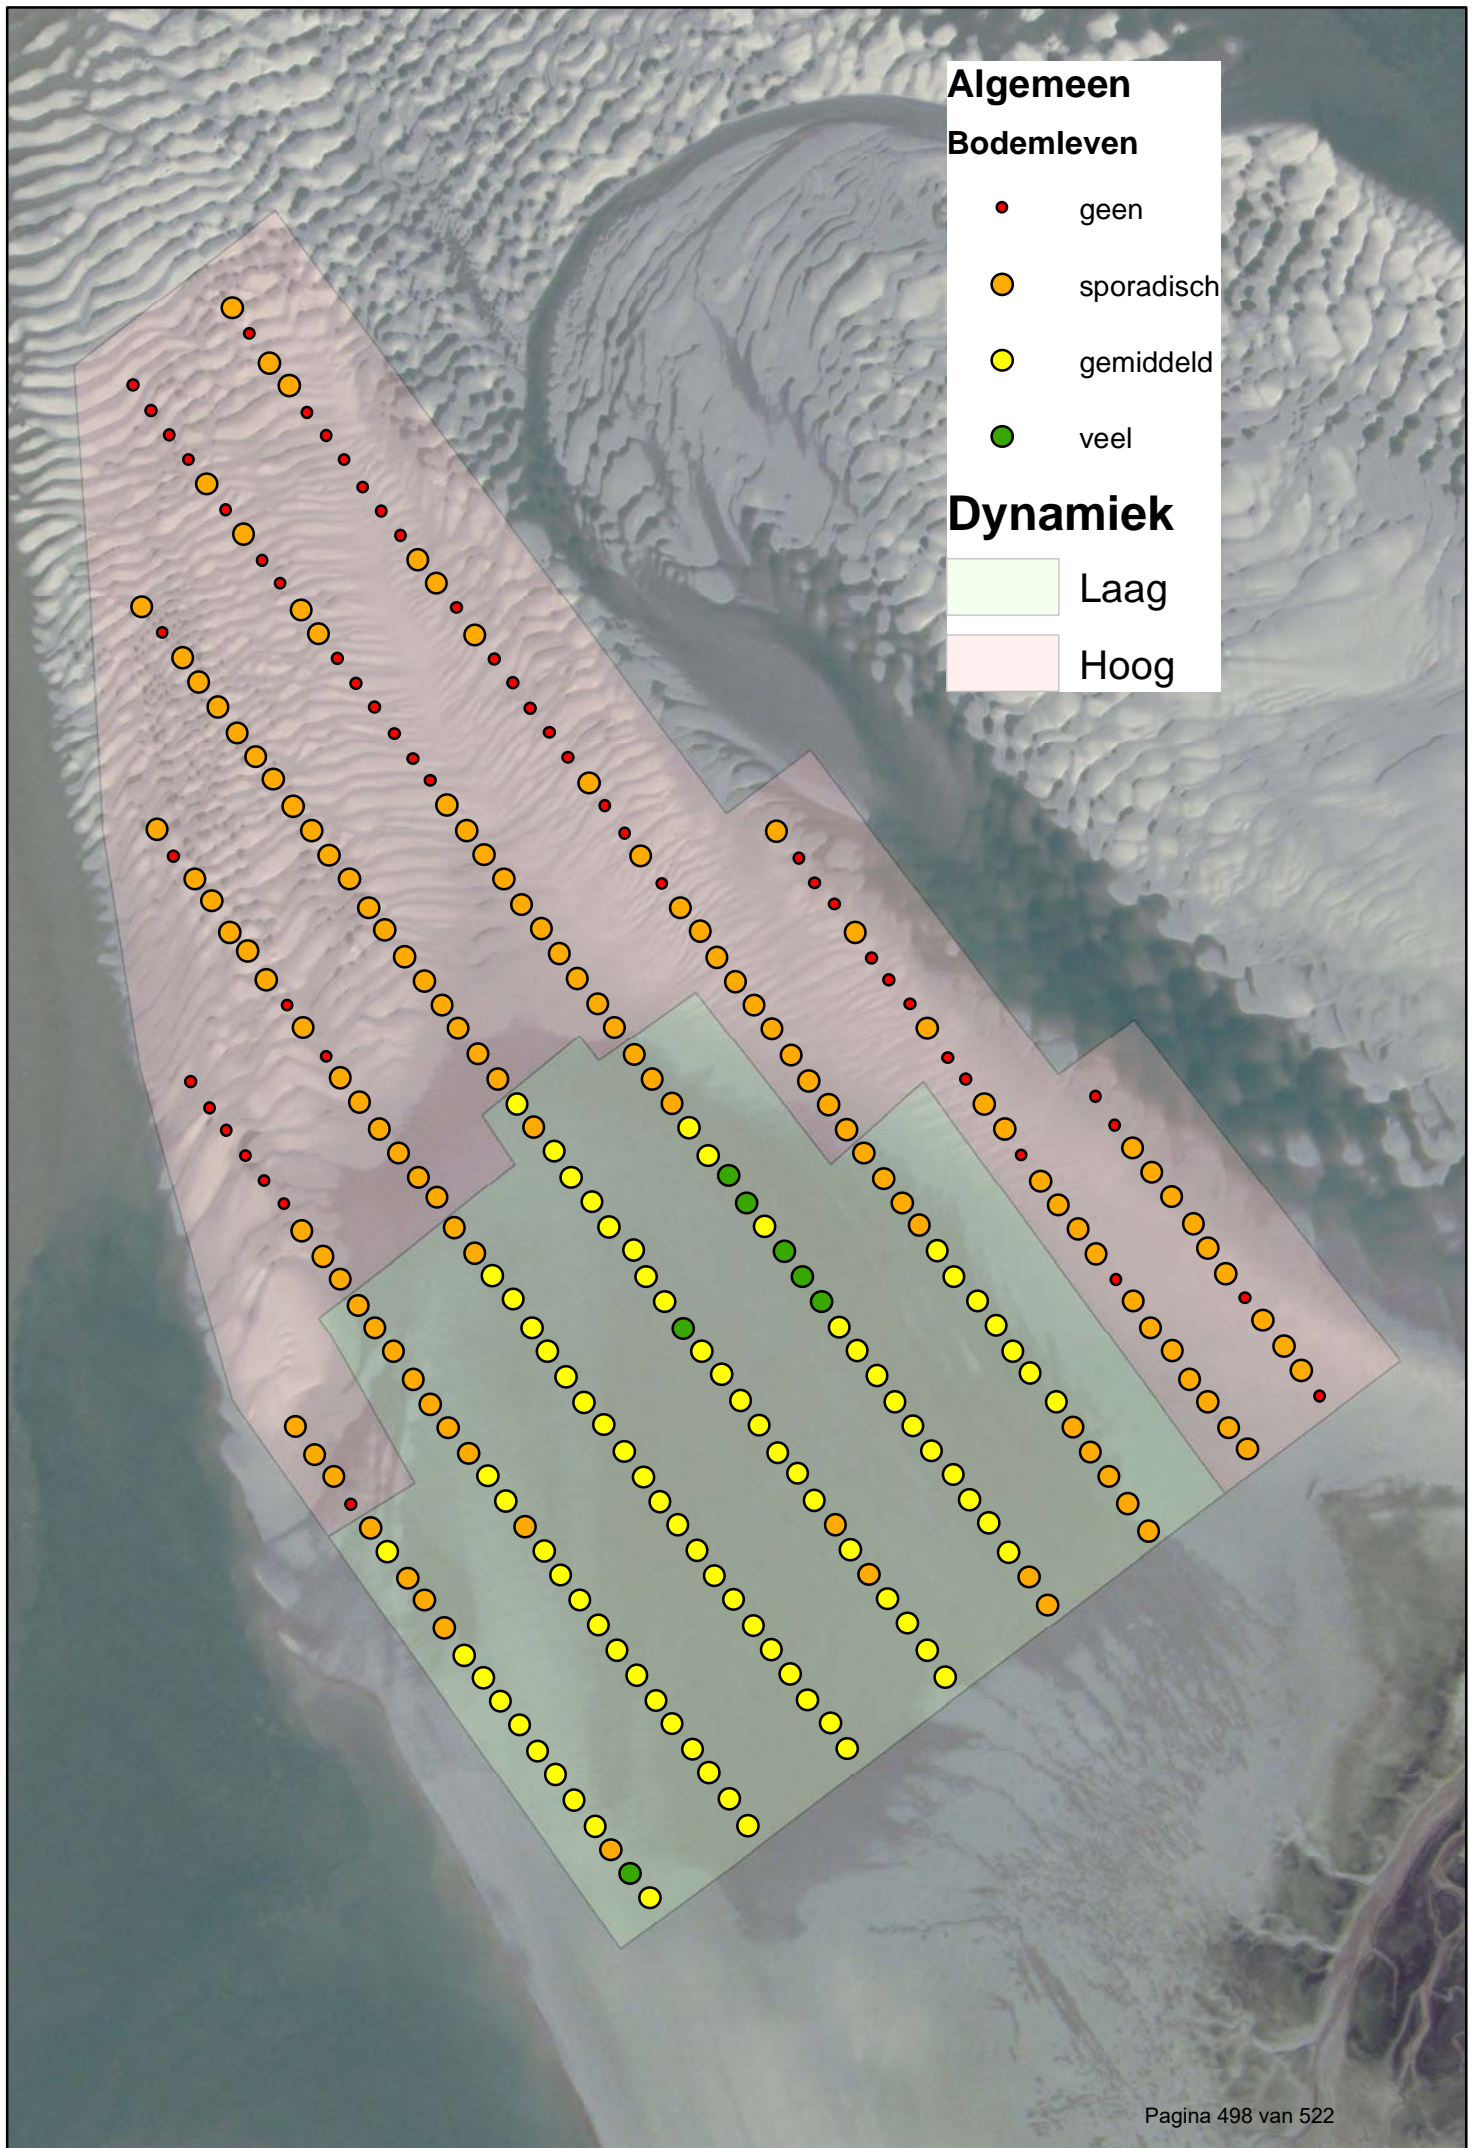 Algemeen
Bodemleven
geen
sporadisch
gemiddeld
veel
Dynamiek
Laag
Hoog
Pagina 498 van 522